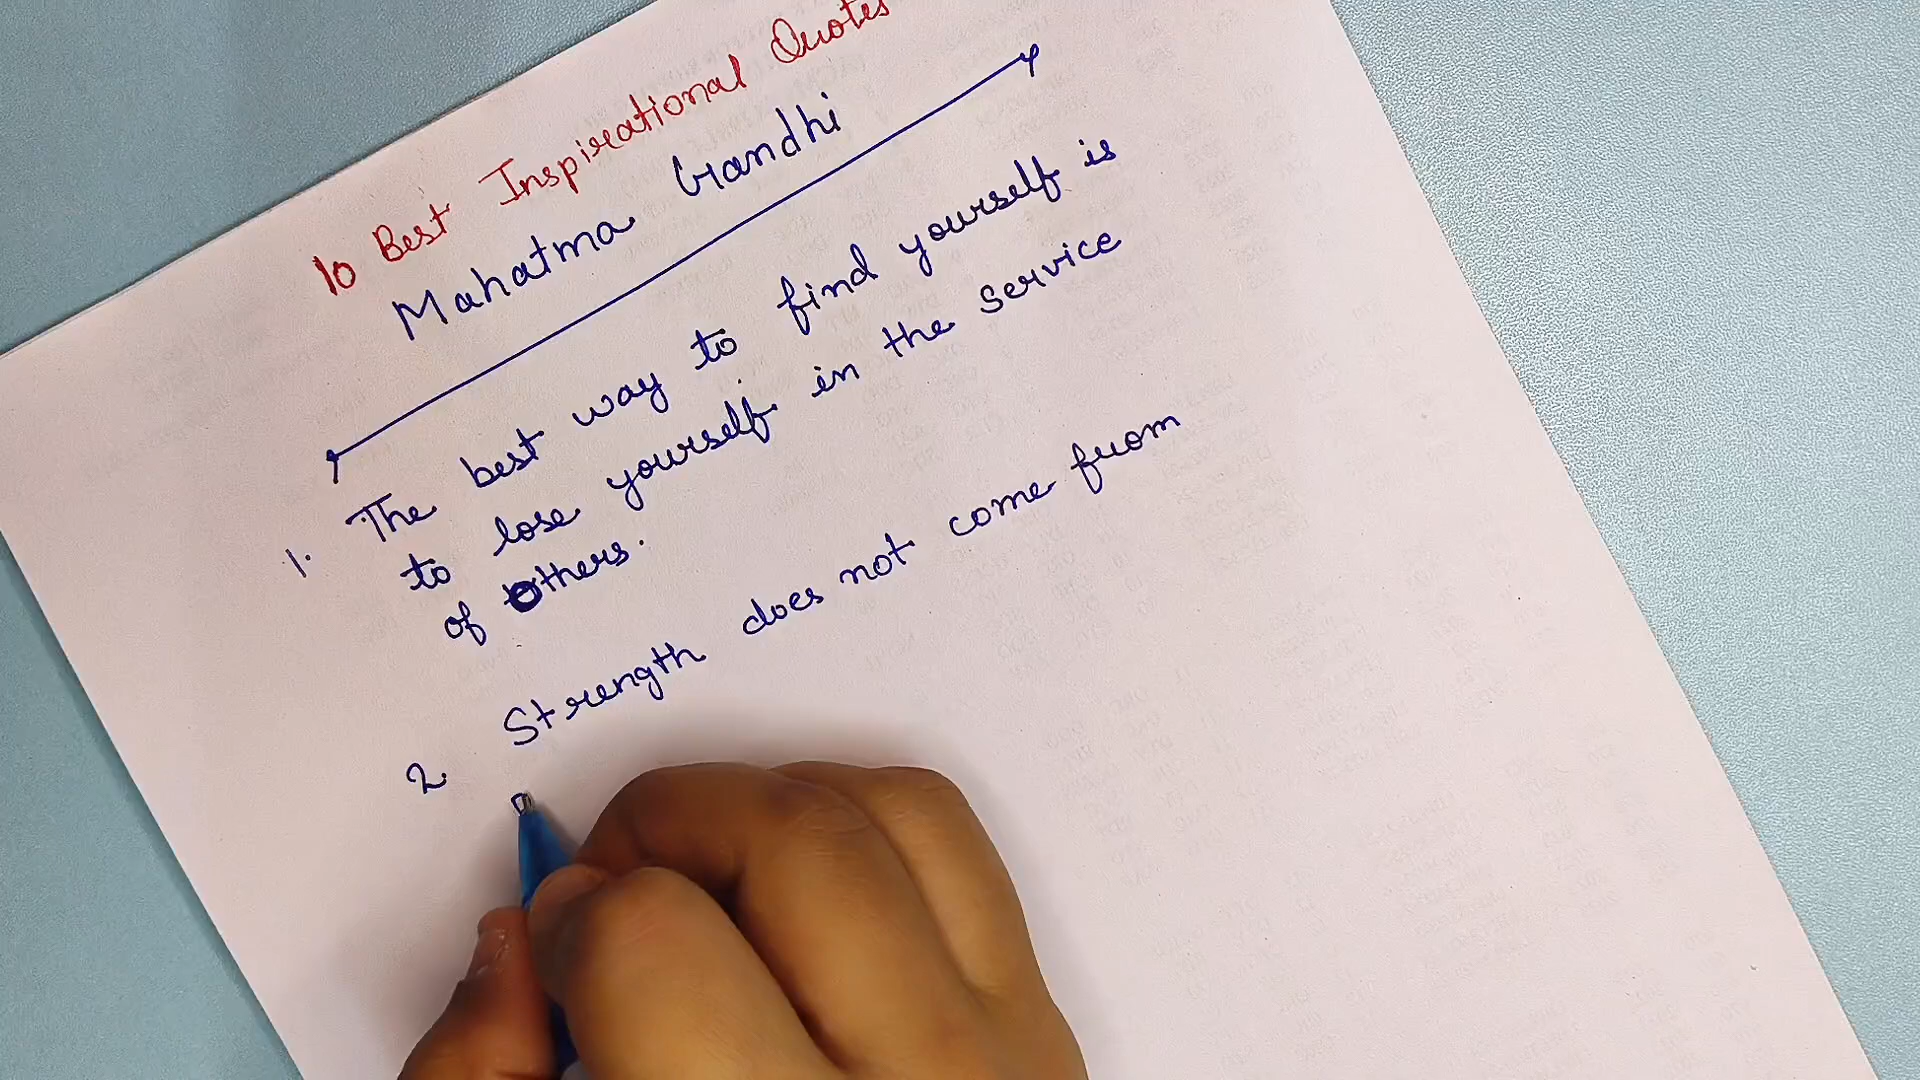 10 Best Inspirational Quotes
Mahatma Gandhi
1. The best way to find yourself is
to lose yourself in the service
of others.
2 Strength does not come from